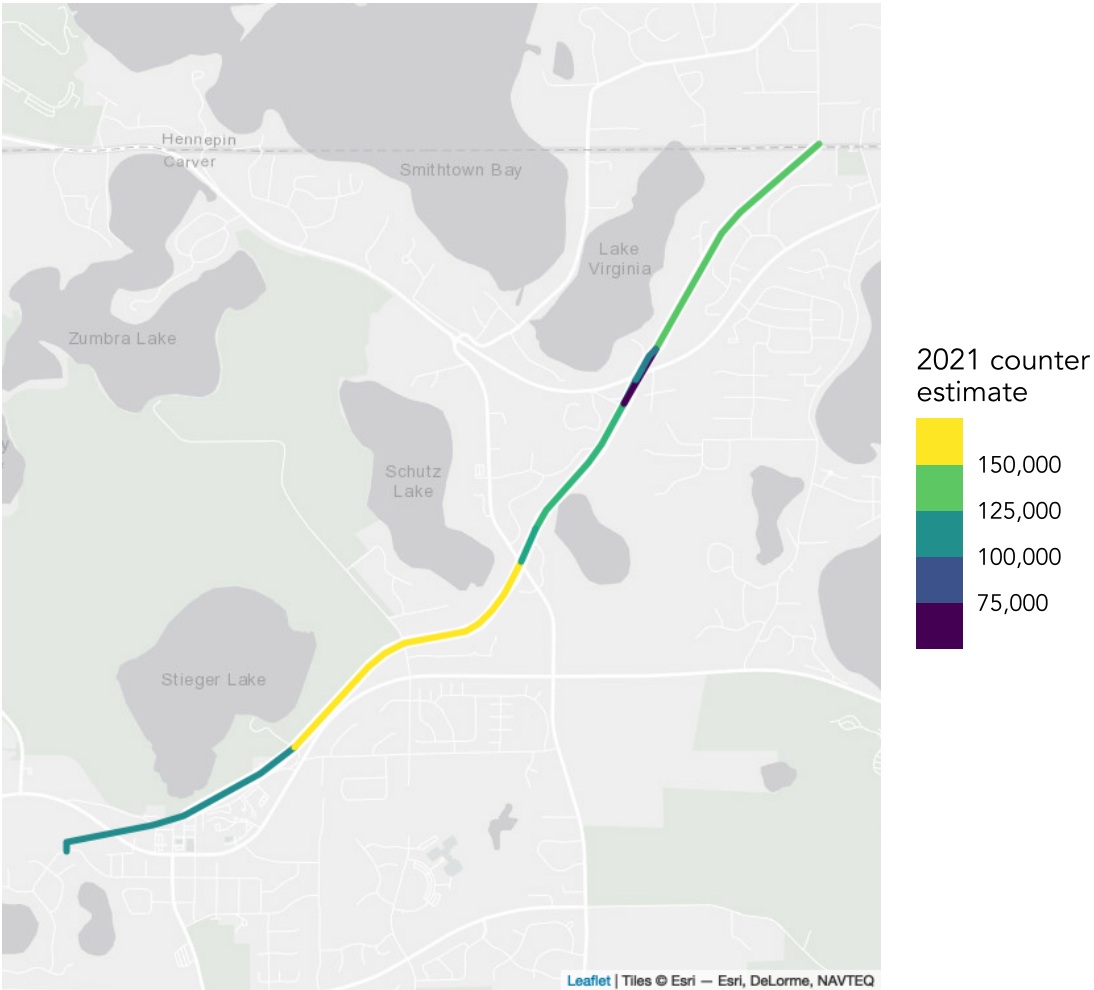 Hennepin
Carver
Smithtown Bay
Lake
Virginia
Zumbra Lake
Schutz
Lake
y
Stieger Lake
2021 counter
estimate
150,000
125,000
100,000
75,000
Leaflet | Tiles © Esri — Esri, DeLorme, NAVTEQ